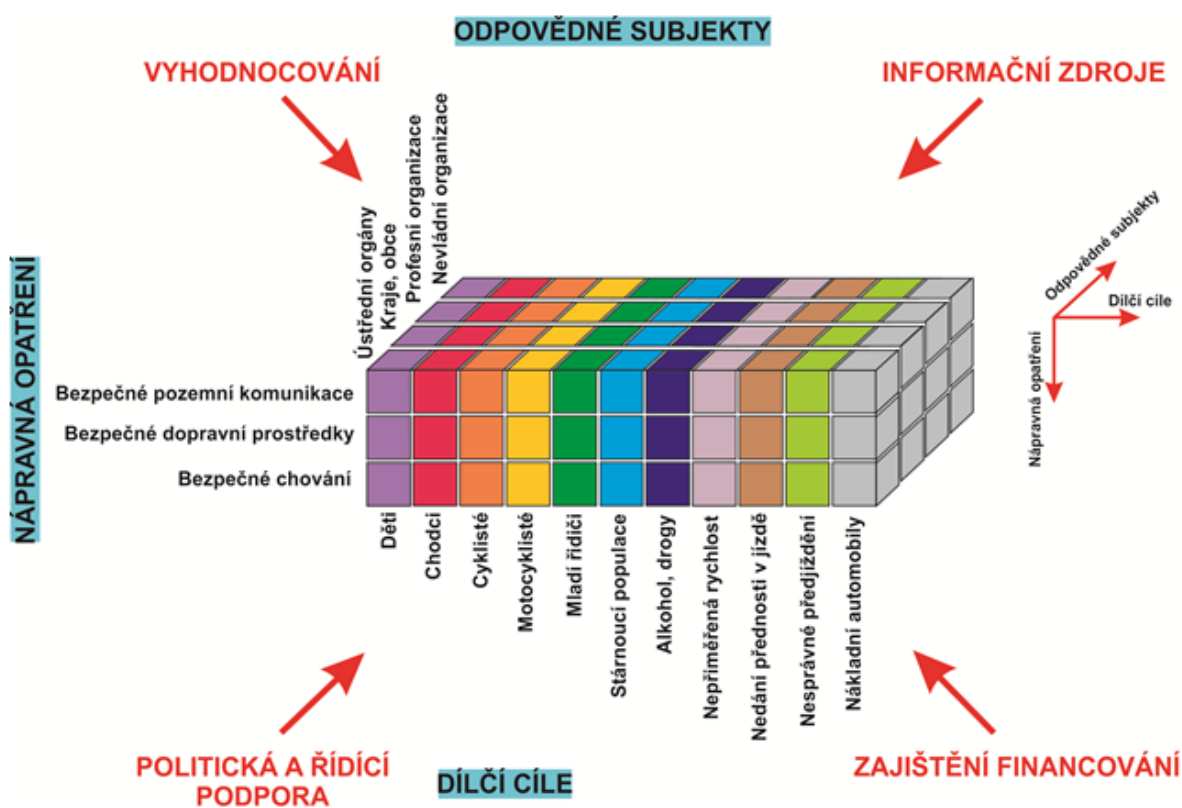 ODPOVĚDNÉ SUBJEKTY
VYHODNOCOVÁNÍ
INFORMAČNÍ ZDROJE
Ústřední orgány
Kraje, obce
Profesní organizace
Nevládní organizace
NÁPRAVNÁ OPATŘENÍ
Bezpečné pozemní komunikace
Bezpečné dopravní prostředky
Bezpečné chování
Odpovědné subjekty
Dílčí cíle
Nápravná opatření
Děti
Chodci
Cyklisté
Motocyklisté
Mladí řidiči
Stárnoucí populace
Alkohol, drogy
Nepřiměřená rychlost
Nedání přednosti v jízdě
Nesprávné předjíždění
Nákladní automobily
POLITICKÁ A ŘÍDÍCÍ
PODPORA
DÍLČÍ CÍLE
ZAJIŠTĚNÍ FINANCOVÁNÍ